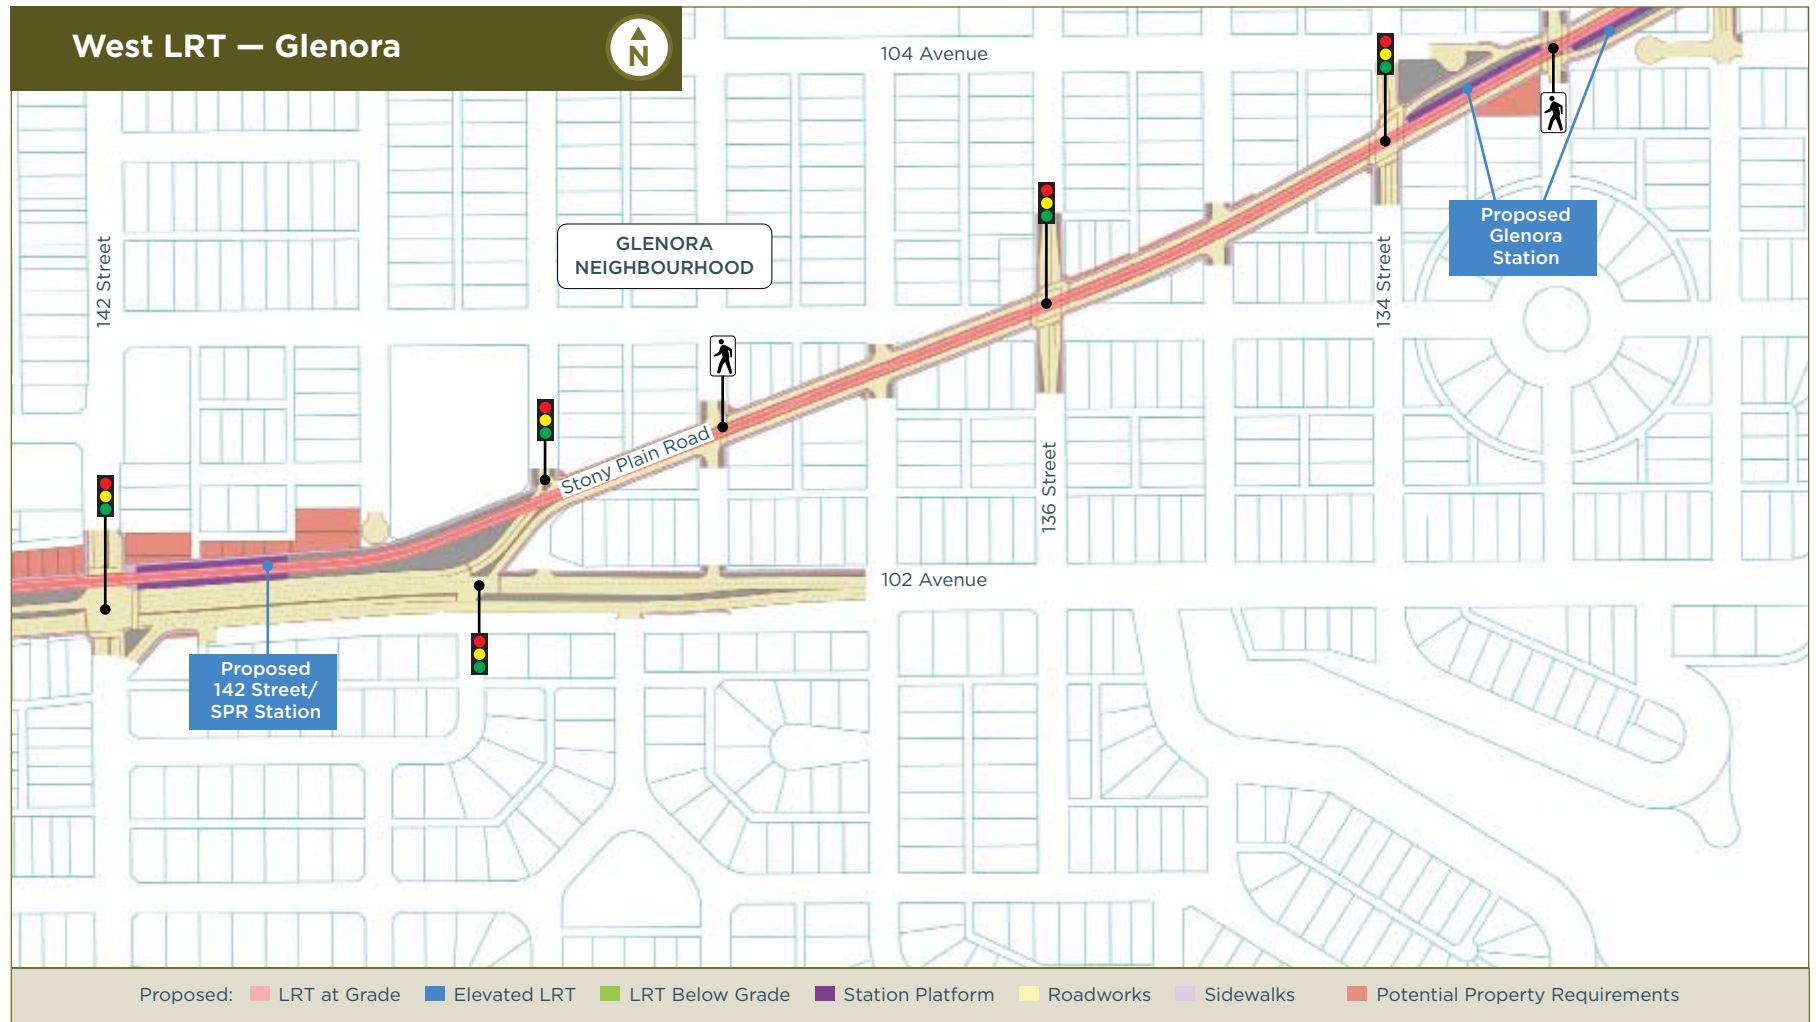 West LRT — Glenora
N
104 Avenue
142 Street
GLENORA
NEIGHBOURHOOD
134 Street
Proposed
Glenora
Station
Stony Plain Road
136 Street
102 Avenue
Proposed
142 Street/
SPR Station
Proposed: LRT at Grade Elevated LRT LRT Below Grade Station Platform Roadworks Sidewalks Potential Property Requirements